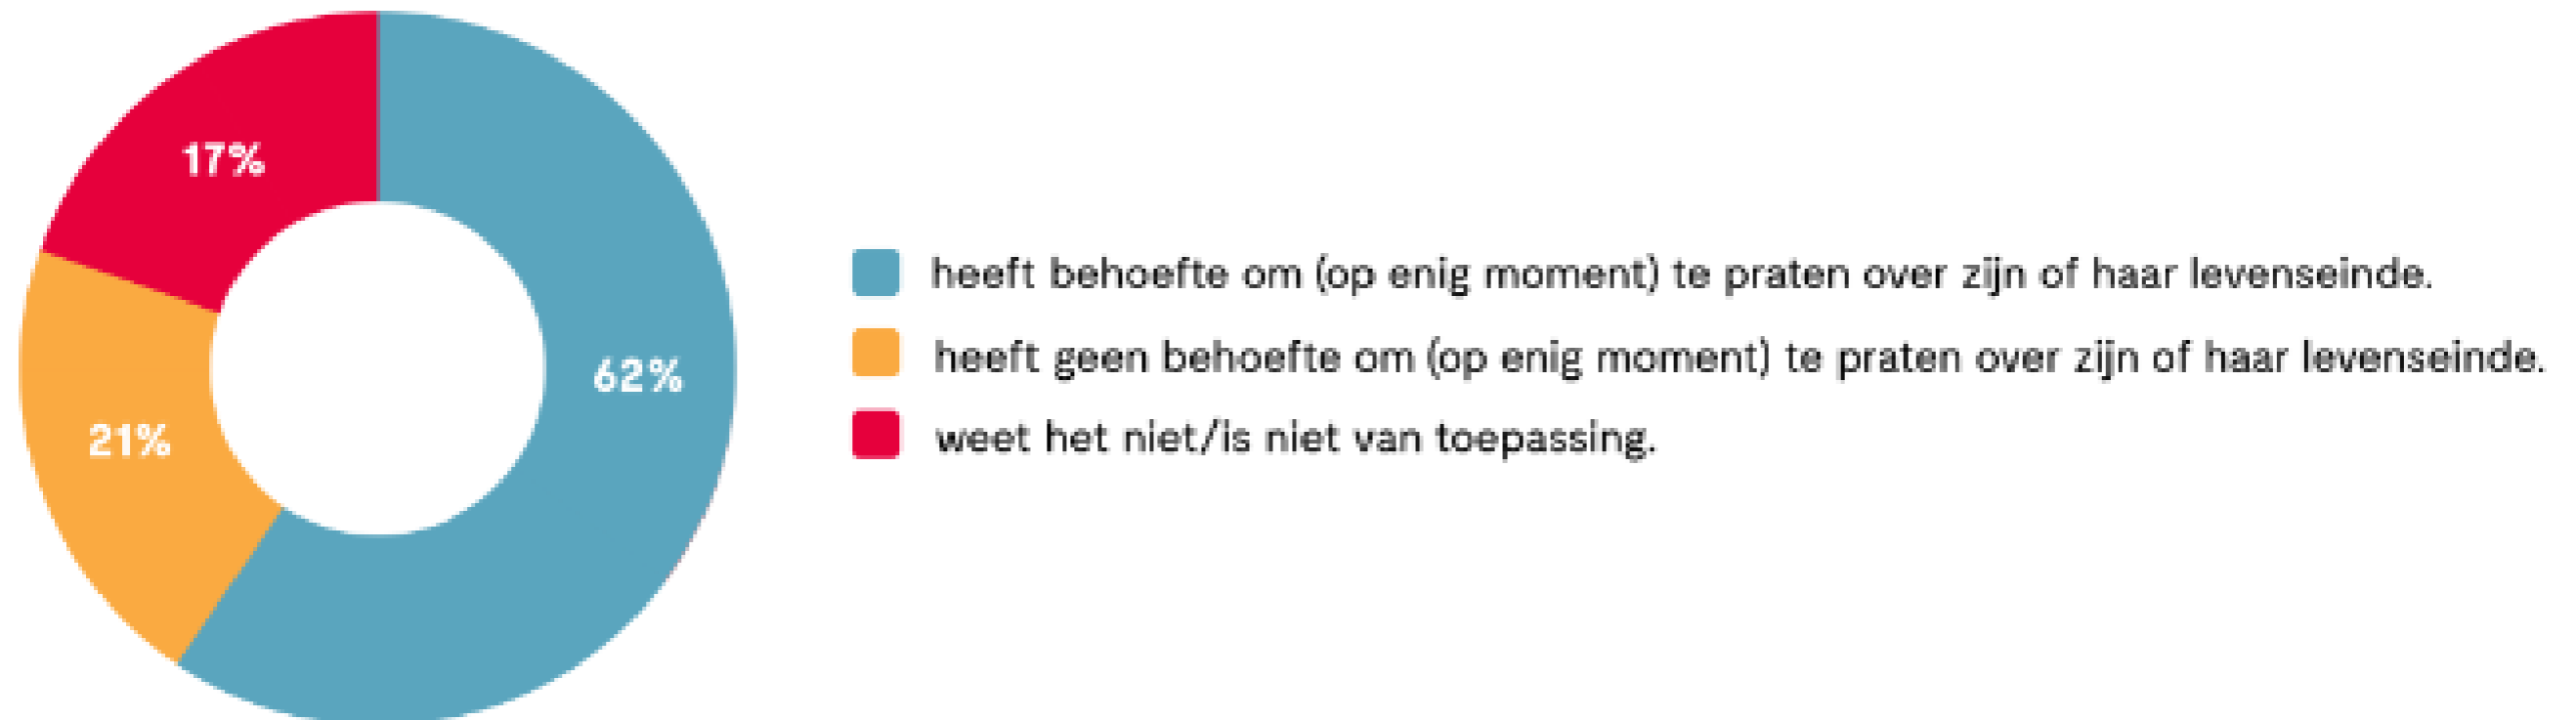 17%
62%
21%
heeft behoefte om (op enig moment) te praten over zijn of haar levenseinde.
heeft geen behoefte om (op enig moment) te praten over zijn of haar levenseinde.
weet het niet/is niet van toepassing.